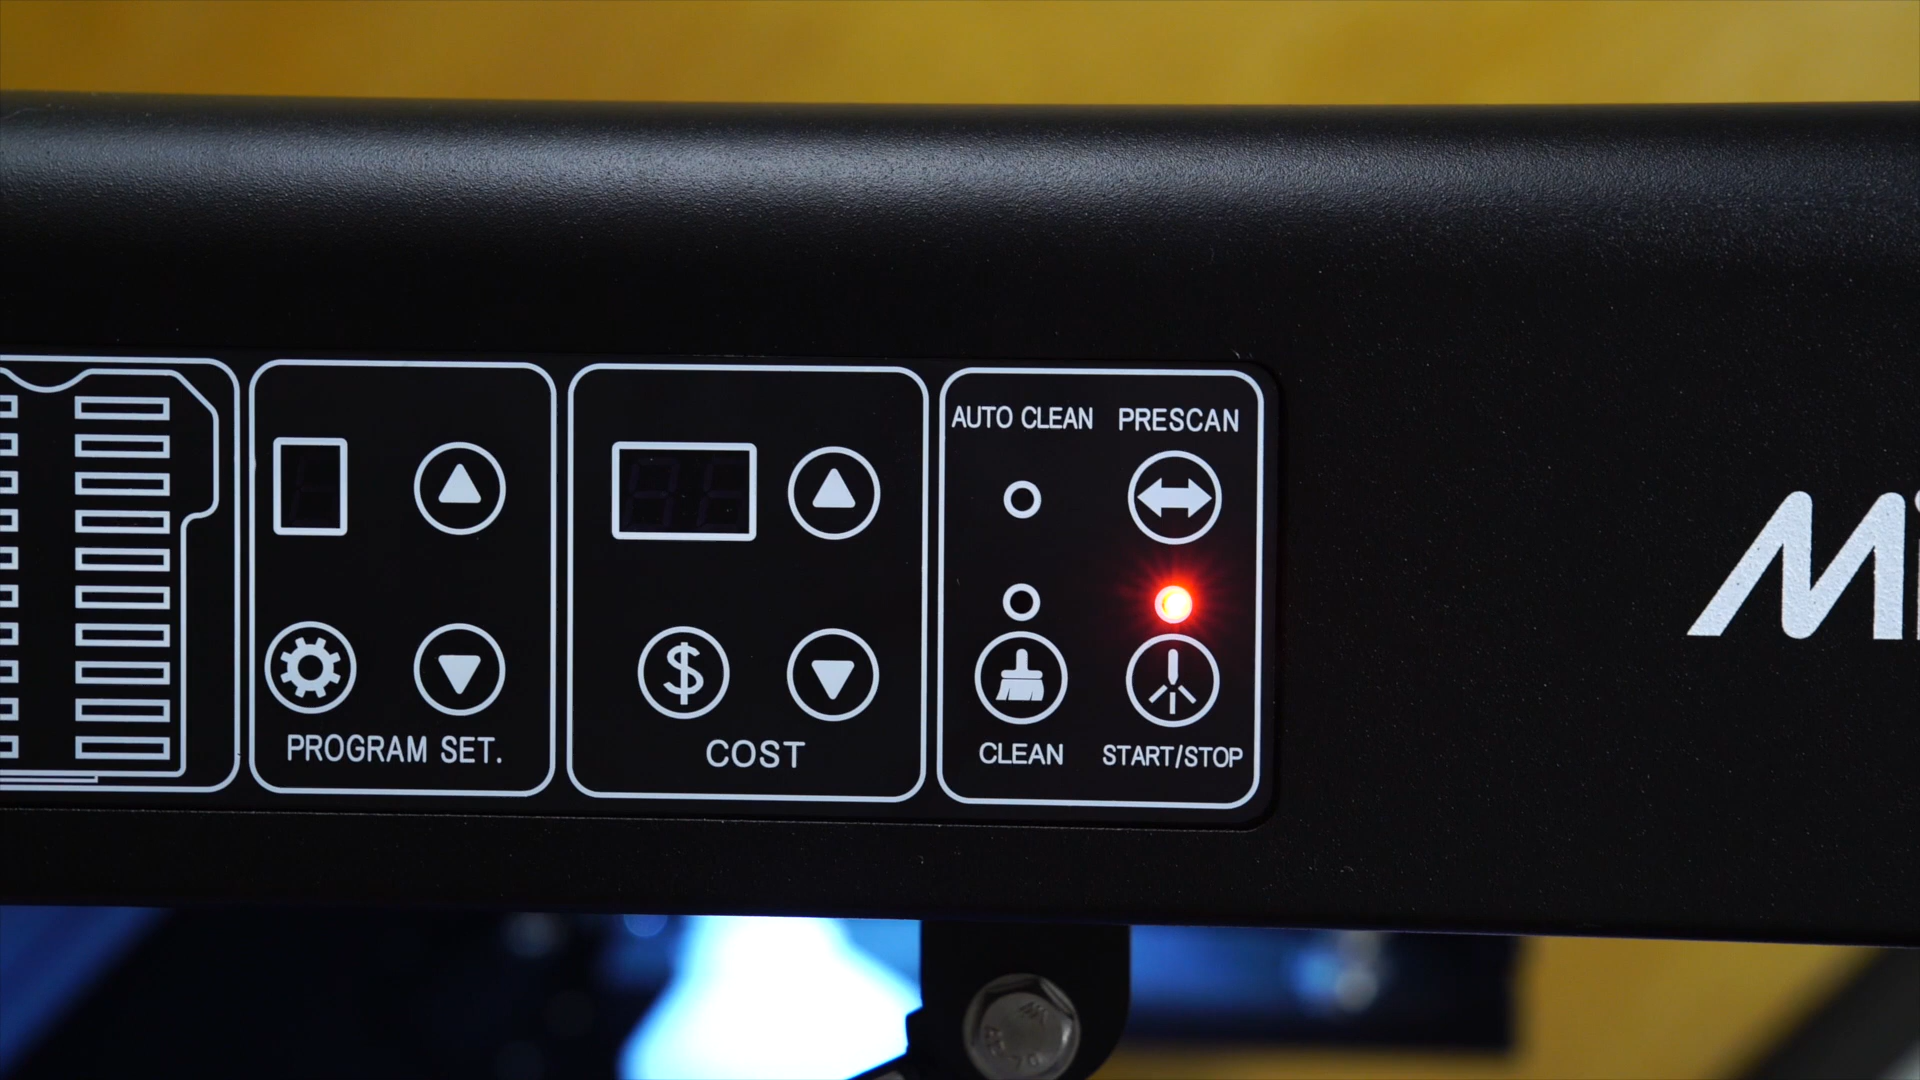 AUTO CLEAN PRESCAN
PROGRAM SET.
$
COST
CLEAN
START/STOP
Mi